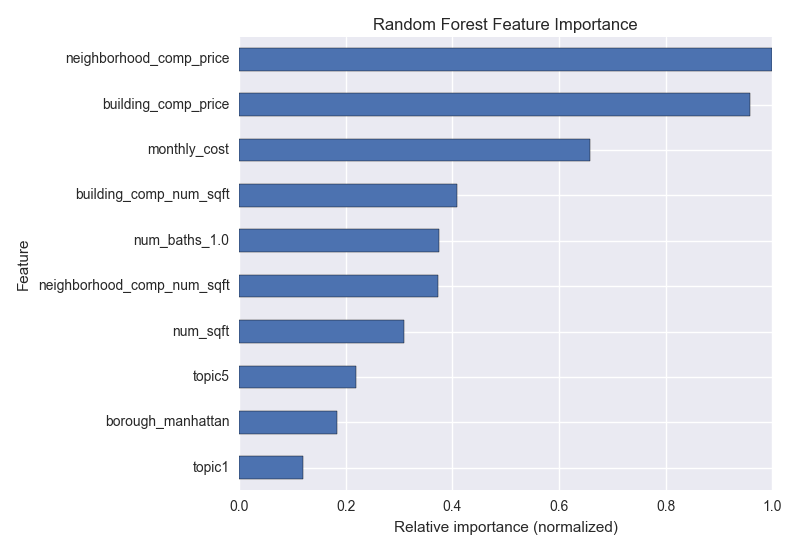 Random Forest Feature Importance
neighborhood_comp_price
building_comp_price
monthly_cost
building_comp_num_sqft
num_baths_1.0
neighborhood_comp_num_sqft
num_sqft
topic5
borough_manhattan
topic1
Feature
0.0 0.2 0.4 0.6 0.8 1.0
Relative importance (normalized)